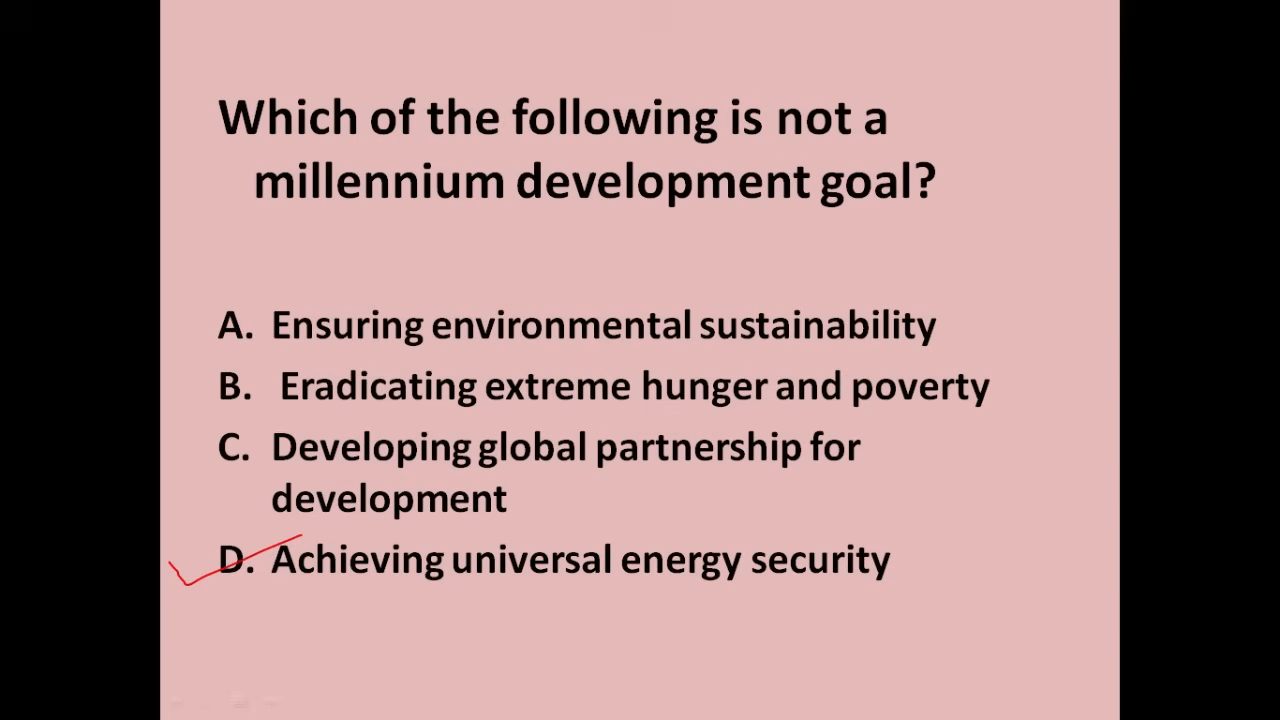 Which of the following is not a
millennium development goal?
A. Ensuring environmental sustainability
B. Eradicating extreme hunger and poverty
C. Developing global partnership for
development
D. Achieving universal energy security